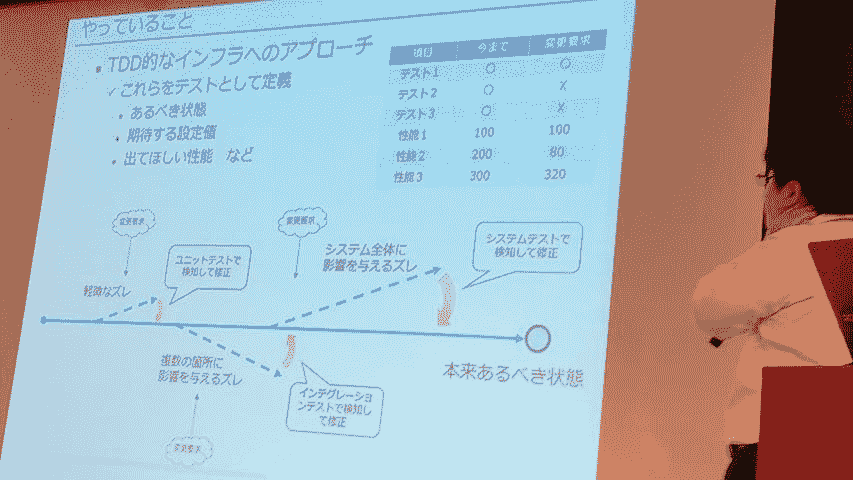 やっていること
• TDD的なインフラへのアプローチ
✓ これらをテストとして定義
• あるべき状態
• 期待する設定値
• 出てほしい性能 など
項目 今まで 変更要求
テスト1 ○ ○
テスト2 ○ ☓
テスト3 ○ ☓
性能1 100 100
性能2 200 80
性能3 300 320
変更要求
変更要求
ユニットテストで
検知して修正
軽微なズレ
システム全体に
影響を与えるズレ
システムテストで
検知して修正
複数の箇所に
影響を与えるズレ
インテグレーショ
ンテストで検知し
て修正
本来あるべき状態
変更要求